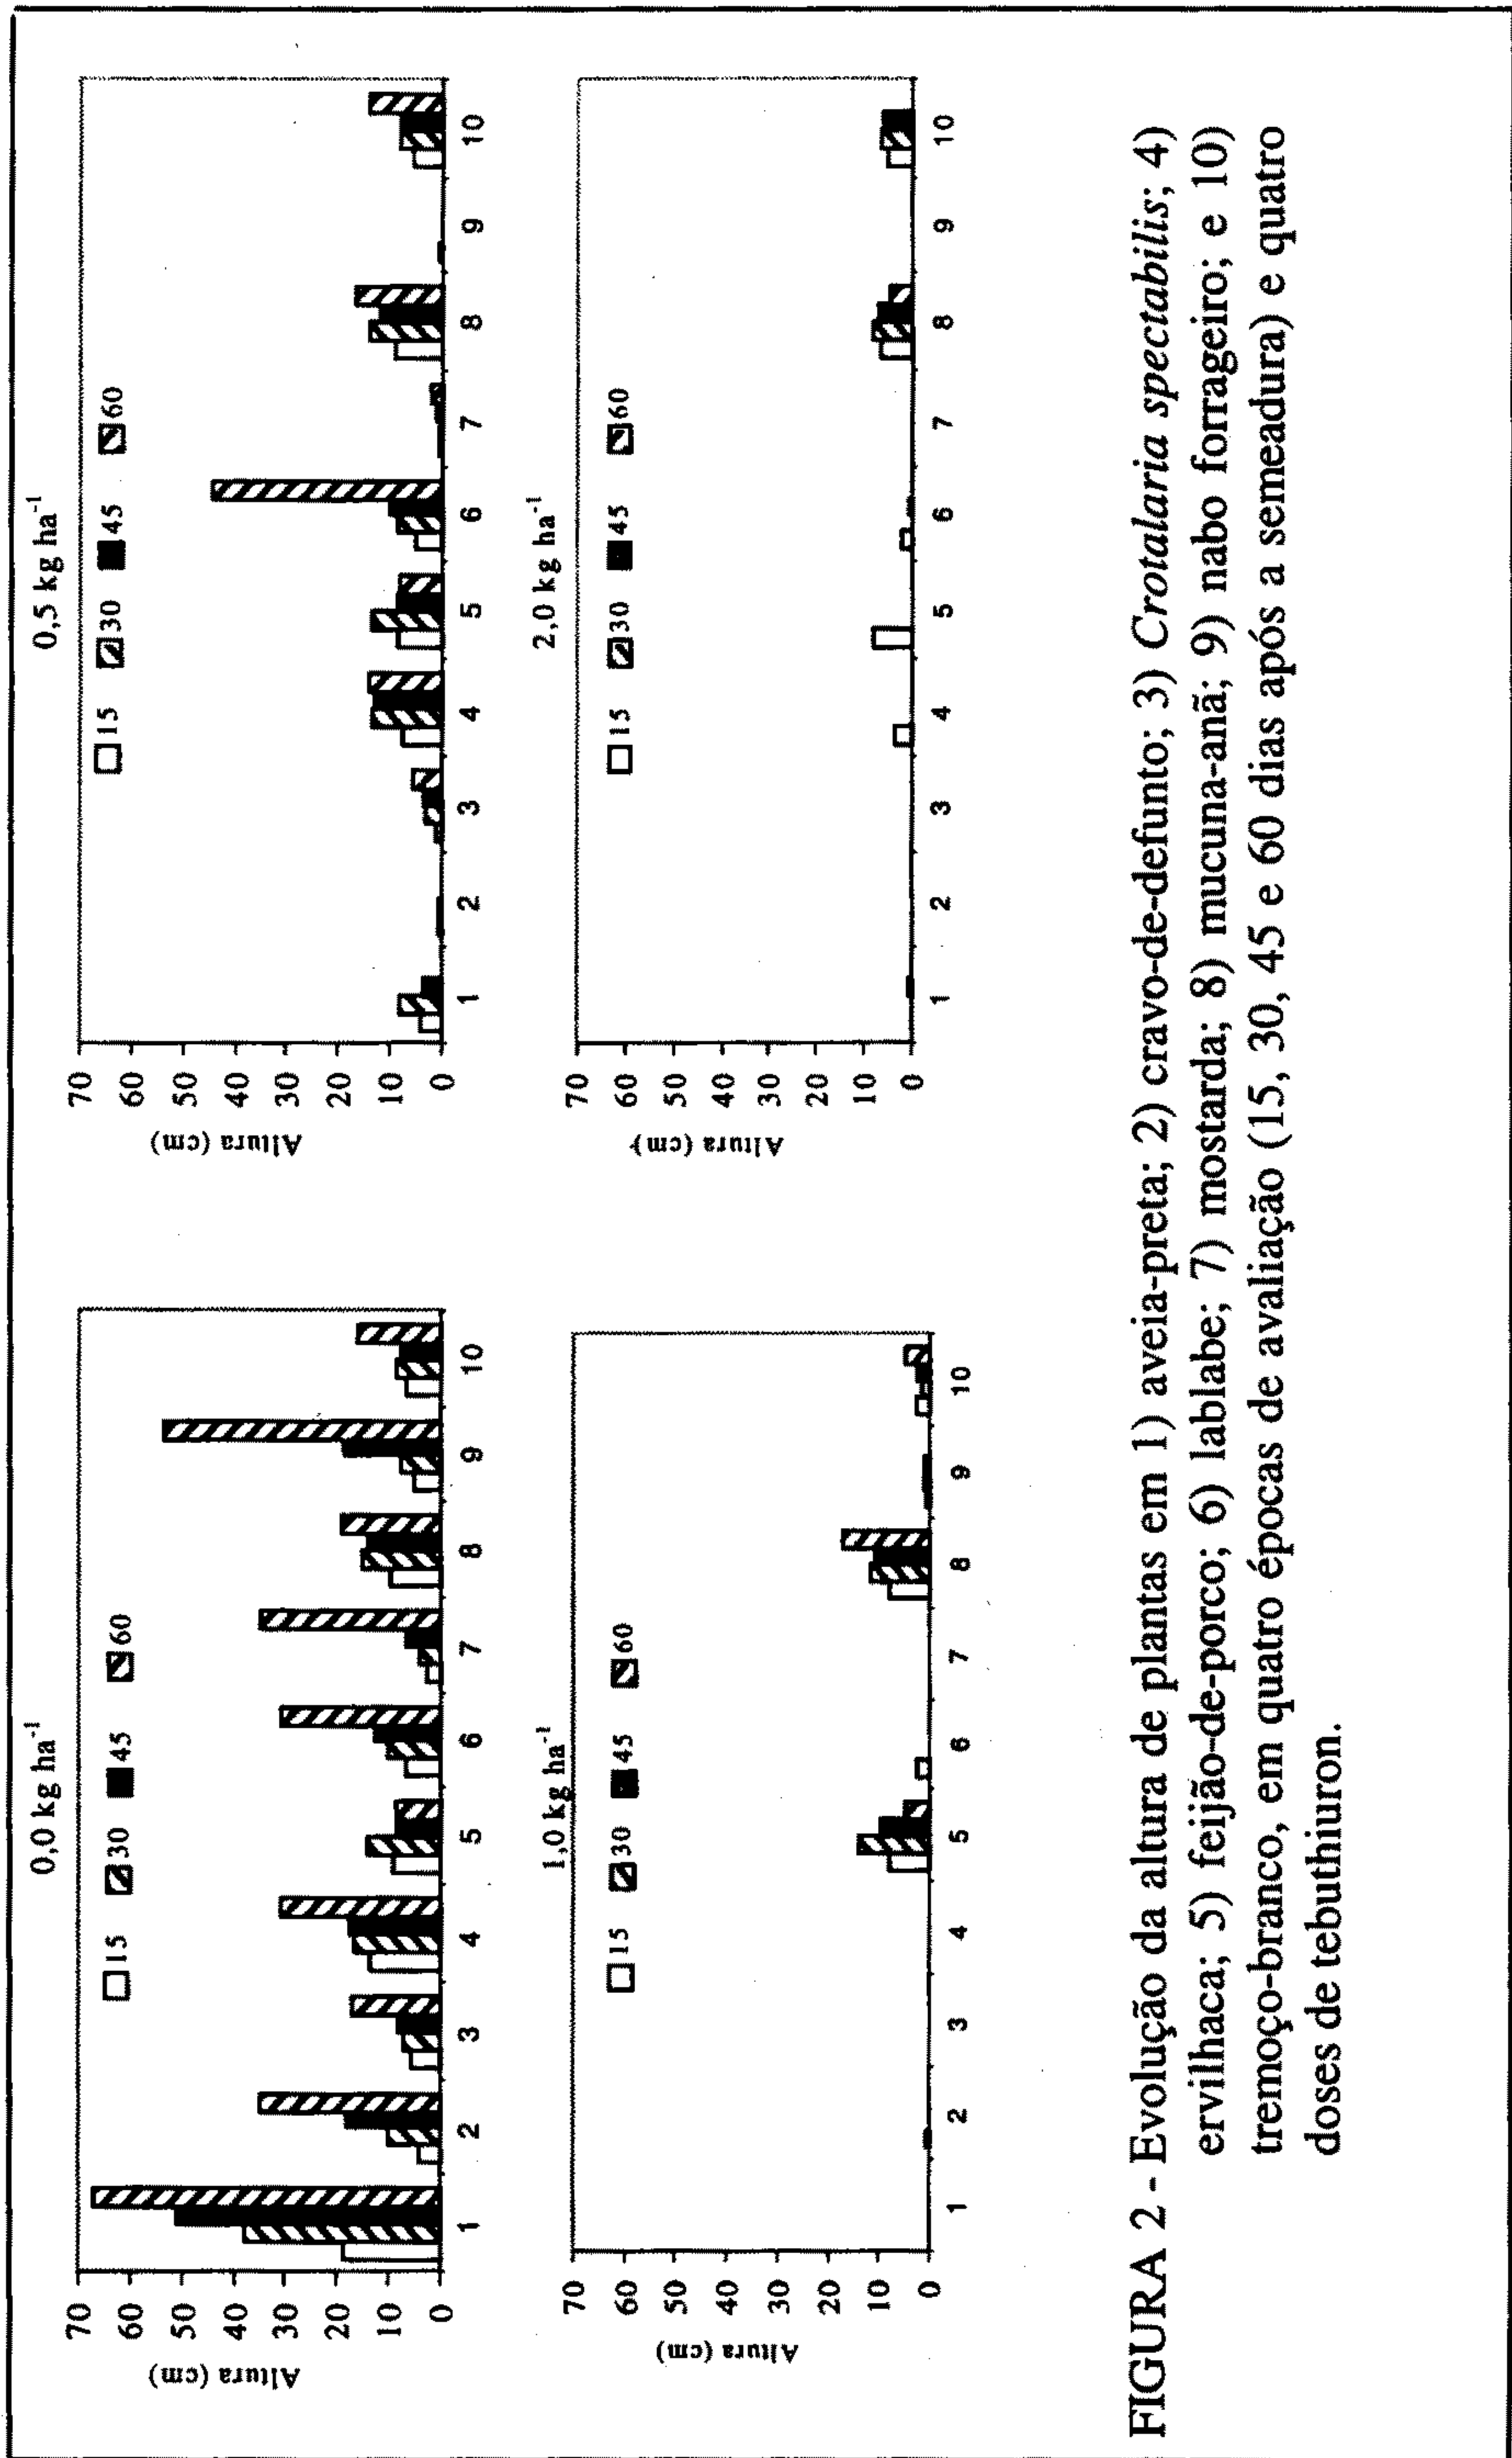 0,0 kg ha⁻¹
15 30 45 60
Altura (cm)
70
60
50
40
30
20
10
0
1 2 3 4 5 6 7 8 9 10
0,5 kg ha⁻¹
15 30 45 60
Altura (cm)
70
60
50
40
30
20
10
0
1 2 3 4 5 6 7 8 9 10
1,0 kg ha⁻¹
15 30 45 60
Altura (cm)
70
60
50
40
30
20
10
0
1 2 3 4 5 6 7 8 9 10
2,0 kg ha⁻¹
15 30 45 60
Altura (cm)
70
60
50
40
30
20
10
0
1 2 3 4 5 6 7 8 9 10
FIGURA 2 - Evolução da altura de plantas em 1) aveia-preta; 2) cravo-de-defunto; 3) Crotalaria spectabilis; 4)
ervilhaca; 5) feijão-de-porco; 6) lablabe; 7) mostarda; 8) mucuna-anã; 9) nabo forrageiro; e 10)
tremoço-branco, em quatro épocas de avaliação (15, 30, 45 e 60 dias após a semeadura) e quatro
doses de tebuthiuron.